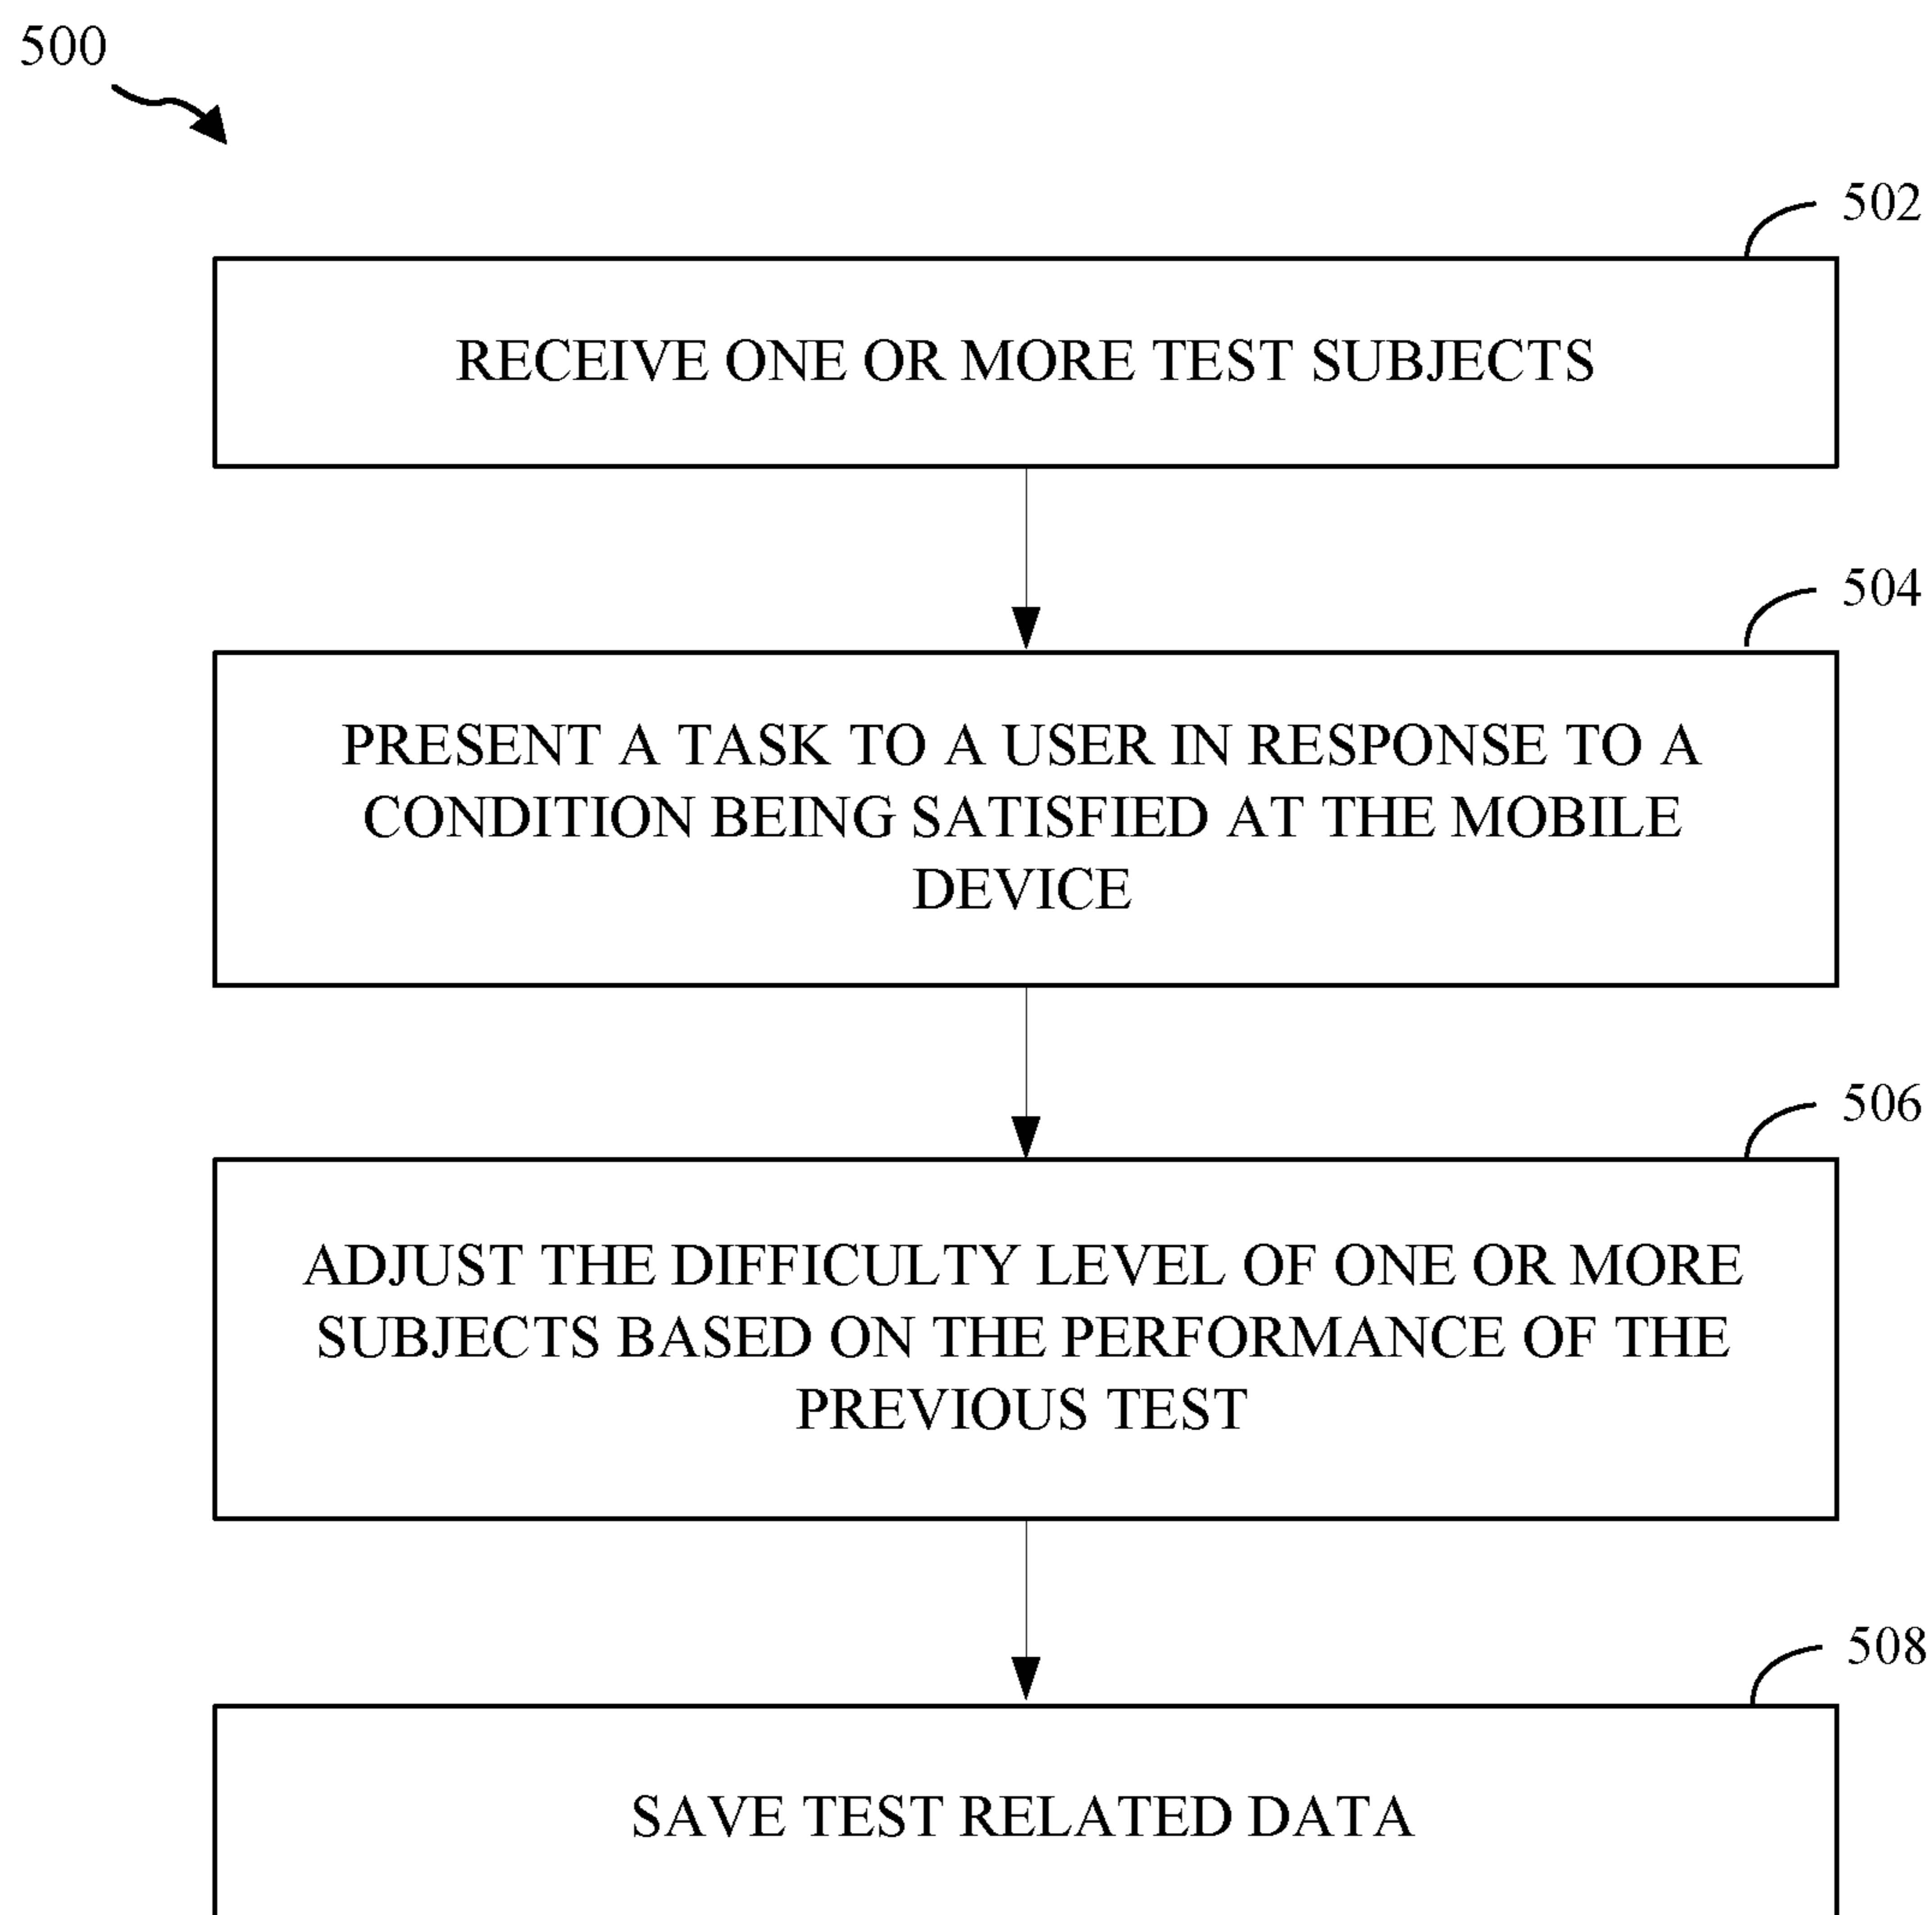 500
502
RECEIVE ONE OR MORE TEST SUBJECTS
504
PRESENT A TASK TO A USER IN RESPONSE TO A
CONDITION BEING SATISFIED AT THE MOBILE
DEVICE
506
ADJUST THE DIFFICULTY LEVEL OF ONE OR MORE
SUBJECTS BASED ON THE PERFORMANCE OF THE
PREVIOUS TEST
508
SAVE TEST RELATED DATA